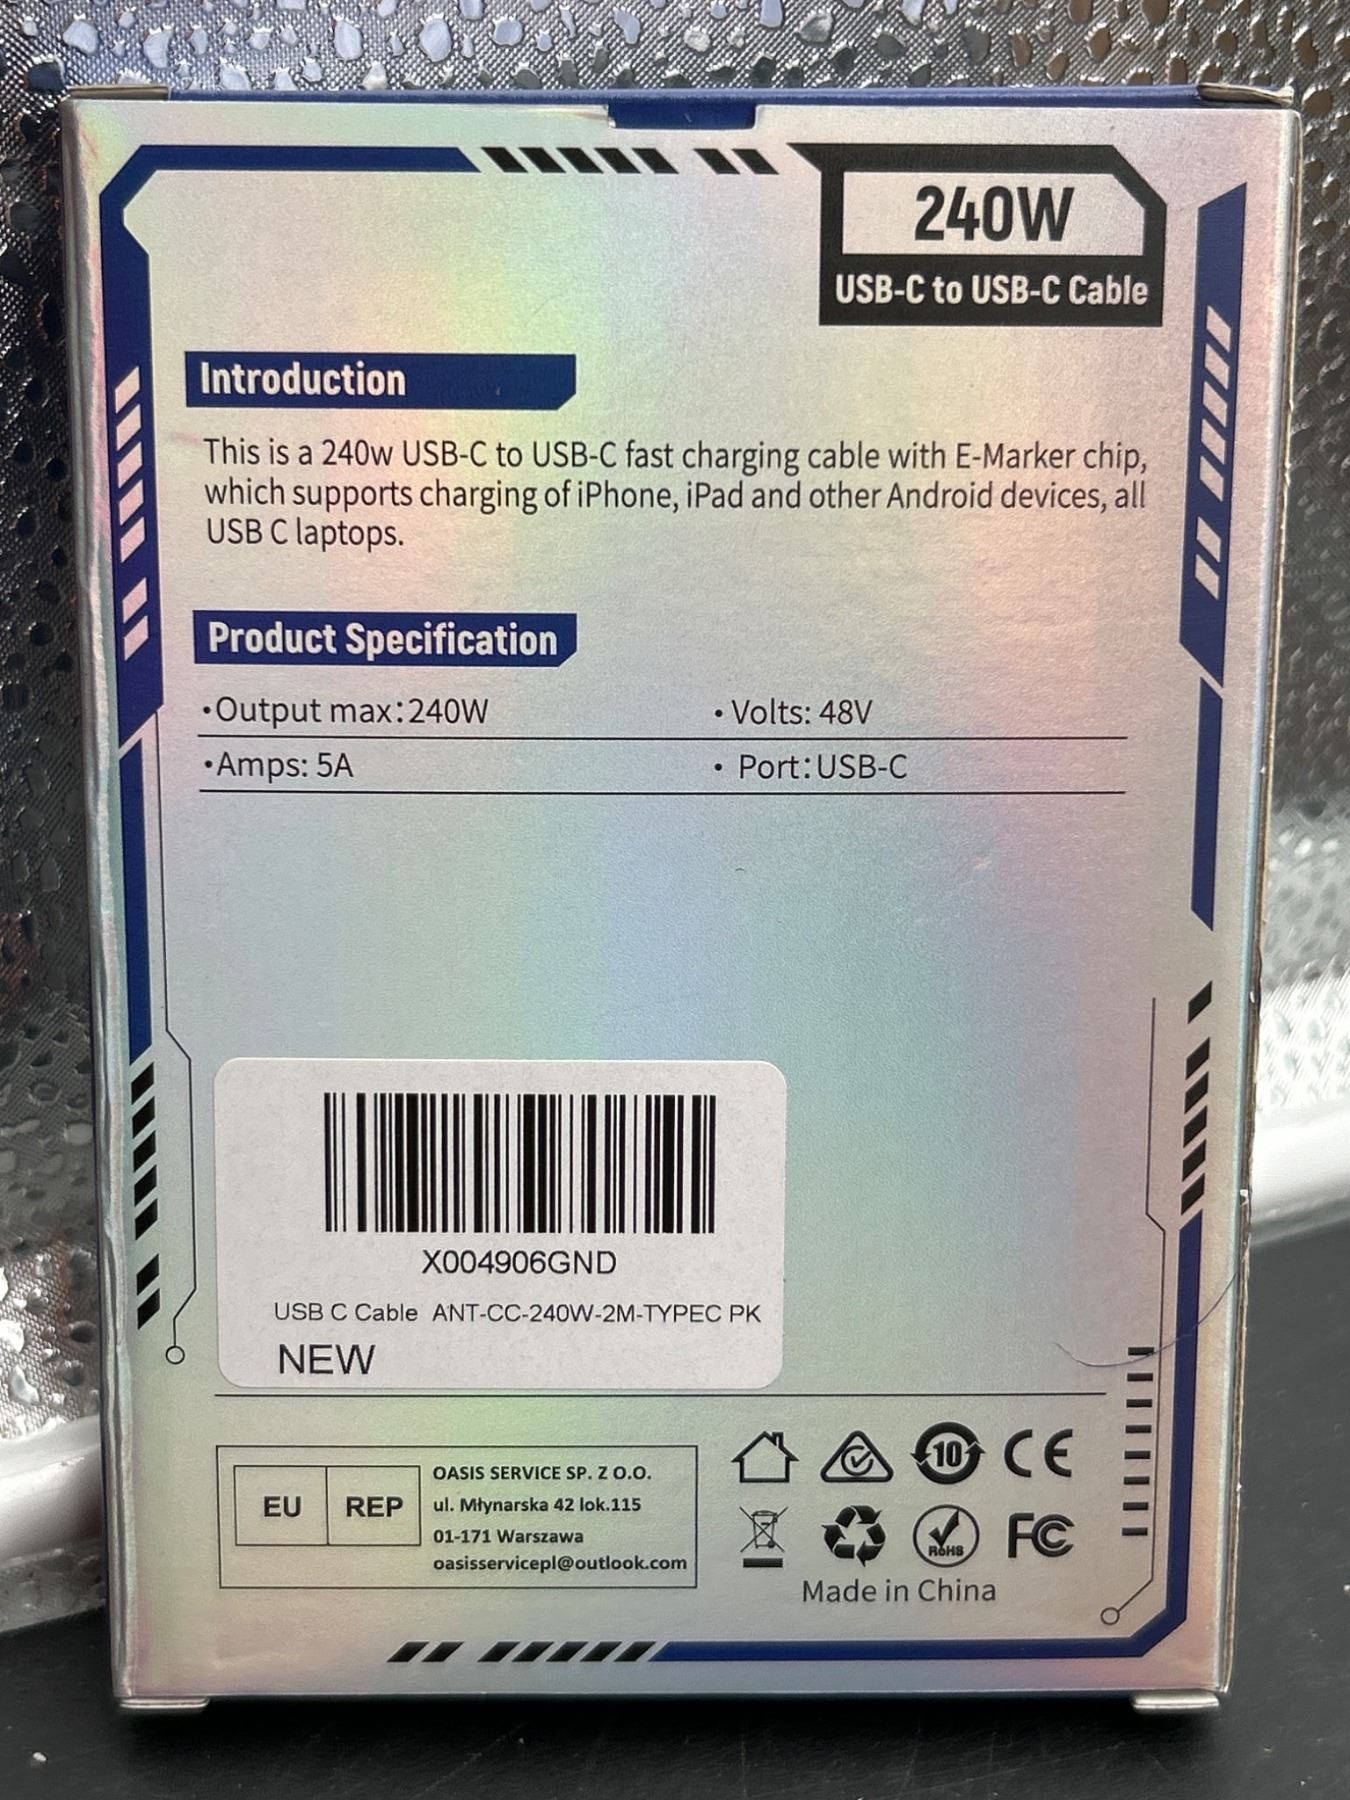 240W
USB-C to USB-C Cable
Introduction
This is a 240w USB-C to USB-C fast charging cable with E-Marker chip,
which supports charging of iPhone, iPad and other Android devices, all
USB C laptops.
Product Specification
•Output max:240W
• Volts: 48V
•Amps: 5A
• Port:USB-C
X004906GND
USB C Cable ANT-CC-240W-2M-TYPEC PK
NEW
EU REP
OASIS SERVICE SP. Z O.O.
ul. Młynarska 42 lok.115
01-171 Warszawa
oasisservicepl@outlook.com
10 CE
RoHS FC
Made in China